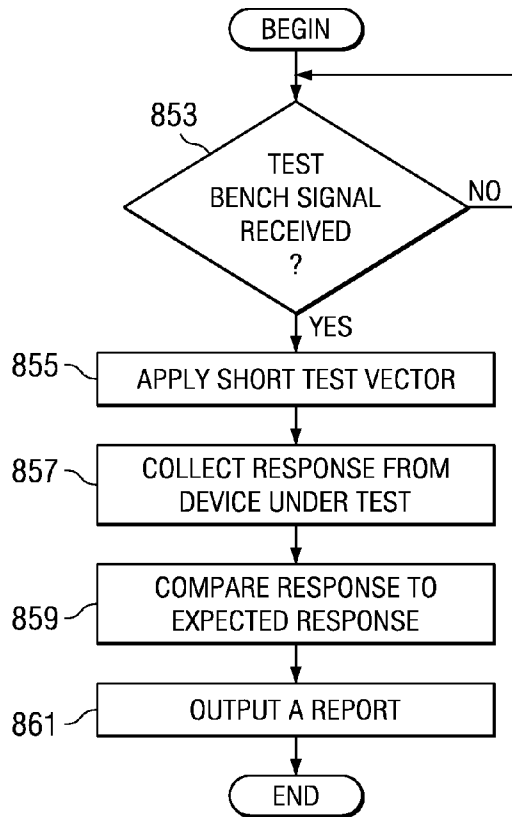 BEGIN
853
TEST
BENCH SIGNAL
RECEIVED
?
NO
YES
855
APPLY SHORT TEST VECTOR
857
COLLECT RESPONSE FROM
DEVICE UNDER TEST
859
COMPARE RESPONSE TO
EXPECTED RESPONSE
861
OUTPUT A REPORT
END